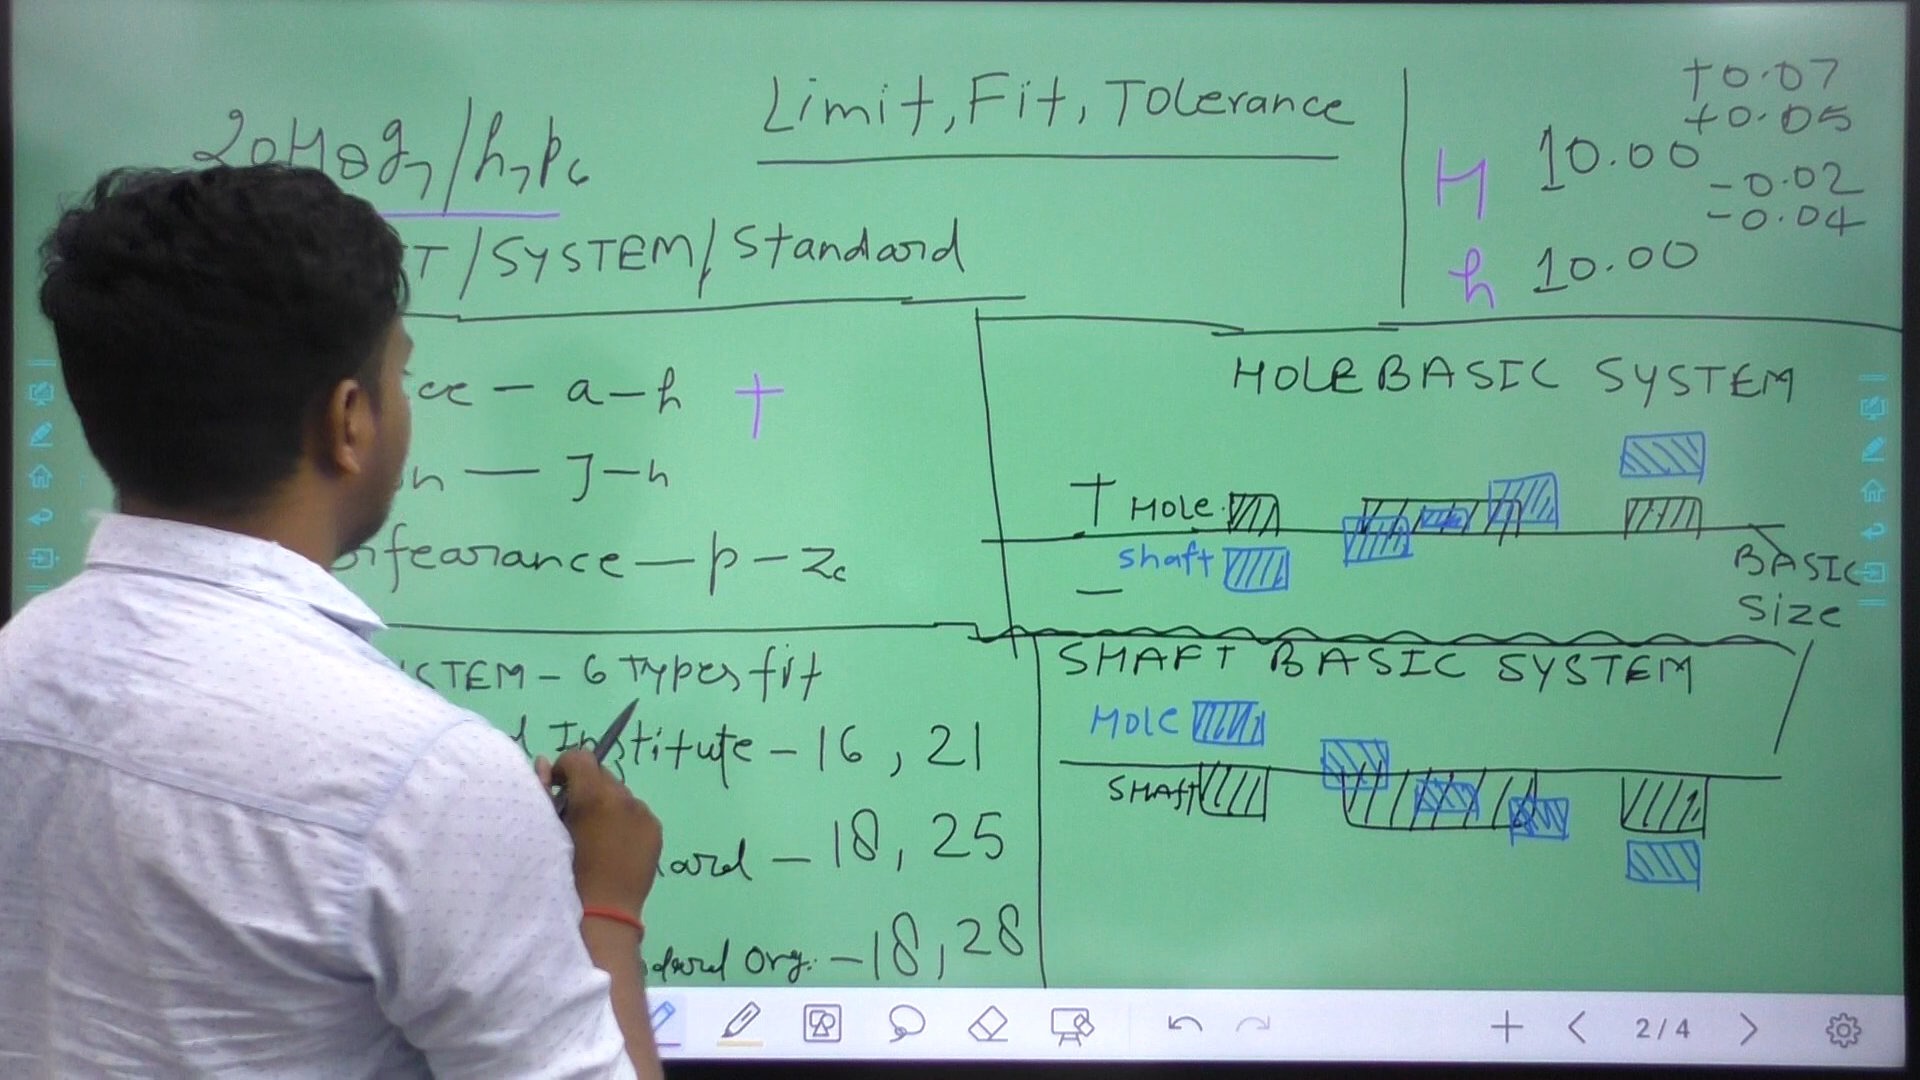 Limit, Fit, Tolerance
20H8g7/h7p6
T/SYSTEM/Standard
+0.07
+0.05
H 10.00
-0.02
-0.04
h 10.00
ce - a-h +
n - J-n
rfearance - p - zc
STEM - 6 Types fit
d Institute - 16, 21
dard - 18, 25
dard Org. - 18, 28
HOLE BASIC SYSTEM
+ HOLE
shaft
-
BASIC
Size
SHAFT BASIC SYSTEM
HOLE
SHAft
2/4